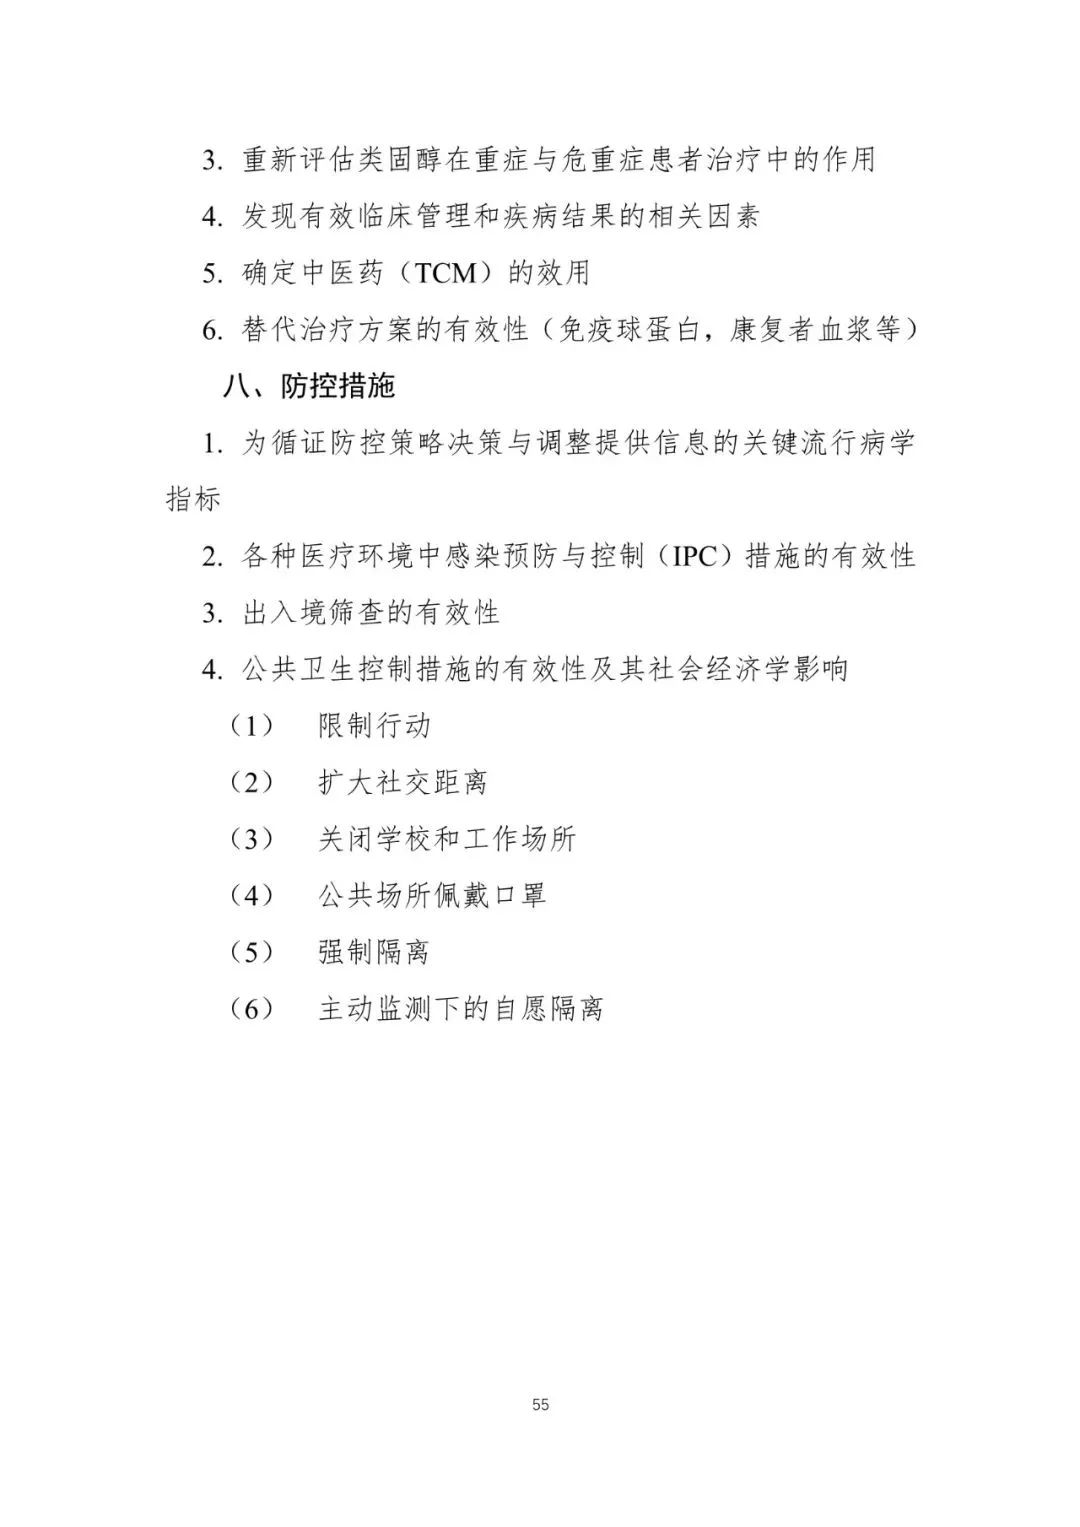 3. 重新评估类固醇在重症与危重症患者治疗中的作用
4. 发现有效临床管理和疾病结果的相关因素
5. 确定中医药（TCM）的效用
6. 替代治疗方案的有效性（免疫球蛋白，康复者血浆等）
八、防控措施
1. 为循证防控策略决策与调整提供信息的关键流行病学
指标
2. 各种医疗环境中感染预防与控制（IPC）措施的有效性
3. 出入境筛查的有效性
4. 公共卫生控制措施的有效性及其社会经济学影响
（1） 限制行动
（2） 扩大社交距离
（3） 关闭学校和工作场所
（4） 公共场所佩戴口罩
（5） 强制隔离
（6） 主动监测下的自愿隔离
55